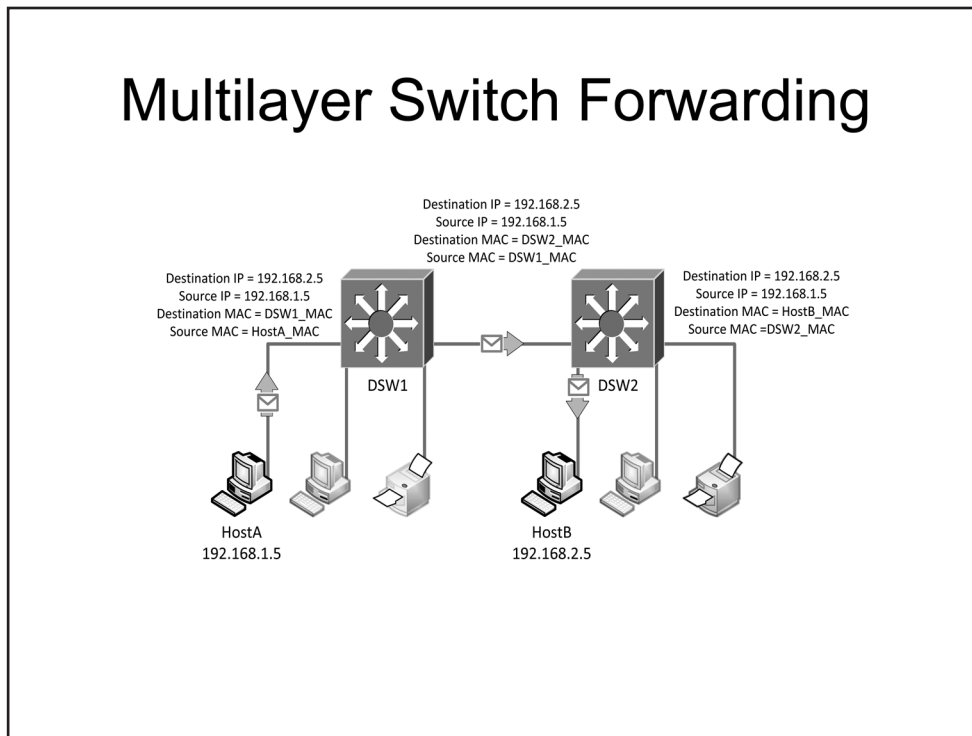 Multilayer Switch Forwarding
Destination IP = 192.168.2.5
Source IP = 192.168.1.5
Destination MAC = DSW2_MAC
Source MAC = DSW1_MAC
Destination IP = 192.168.2.5
Source IP = 192.168.1.5
Destination MAC = DSW1_MAC
Source MAC = HostA_MAC
Destination IP = 192.168.2.5
Source IP = 192.168.1.5
Destination MAC = HostB_MAC
Source MAC =DSW2_MAC
DSW1
DSW2
HostA
192.168.1.5
HostB
192.168.2.5